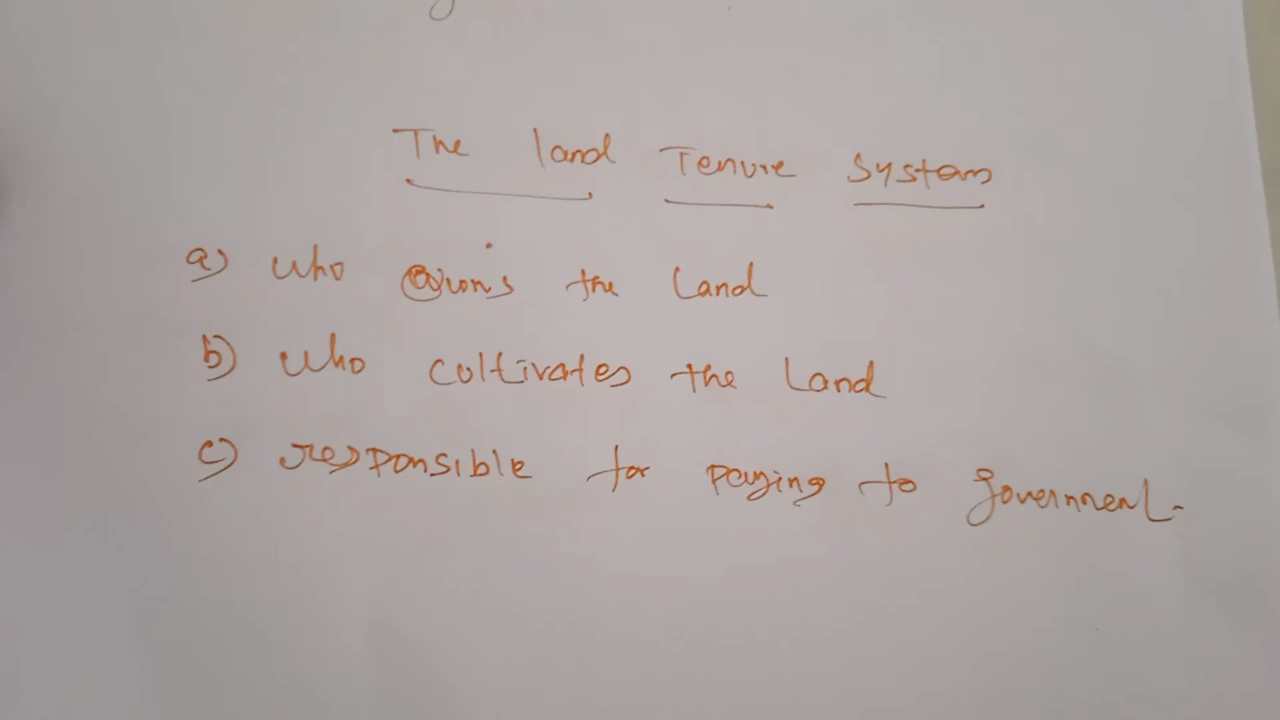 The land Tenure System
a) who owns the Land
b) who cultivates the Land
c) responsible for paying to government.